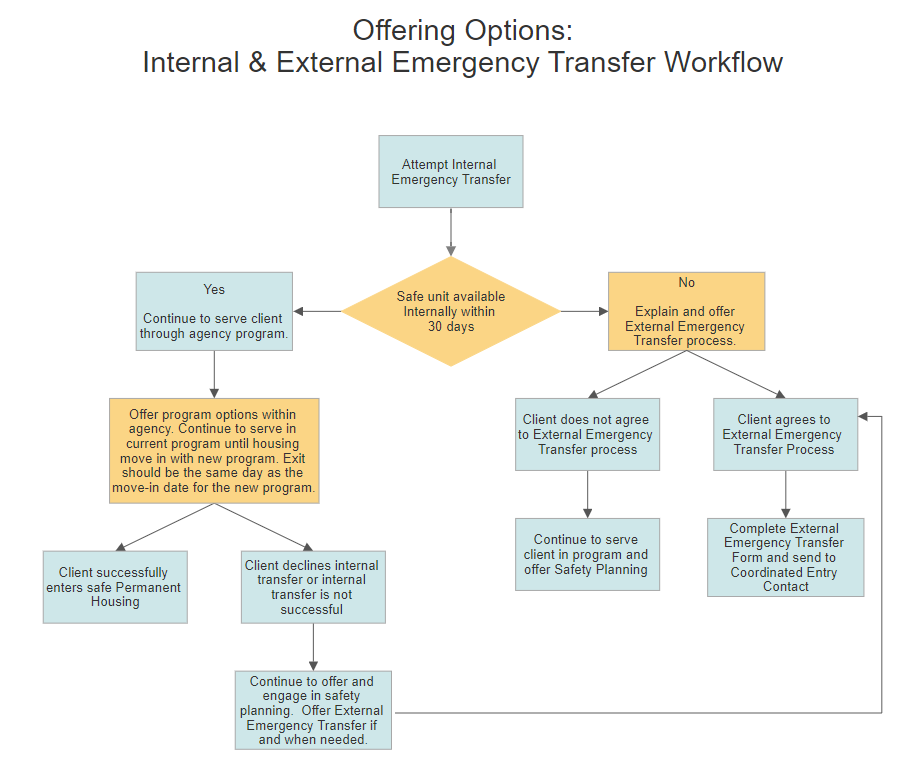 Offering Options:
Internal & External Emergency Transfer Workflow
Attempt Internal
Emergency Transfer
Safe unit available
Internally within
30 days
Yes
Continue to serve client
through agency program.
No
Explain and offer
External Emergency
Transfer process.
Offer program options within
agency. Continue to serve in
current program until housing
move in with new program. Exit
should be the same day as the
move-in date for the new program.
Client does not agree
to External Emergency
Transfer process
Client agrees to
External Emergency
Transfer Process
Continue to serve
client in program and
offer Safety Planning
Complete External
Emergency Transfer
Form and send to
Coordinated Entry
Contact
Client successfully
enters safe Permanent
Housing
Client declines internal
transfer or internal
transfer is not
successful
Continue to offer and
engage in safety
planning.  Offer External
Emergency Transfer if
and when needed.